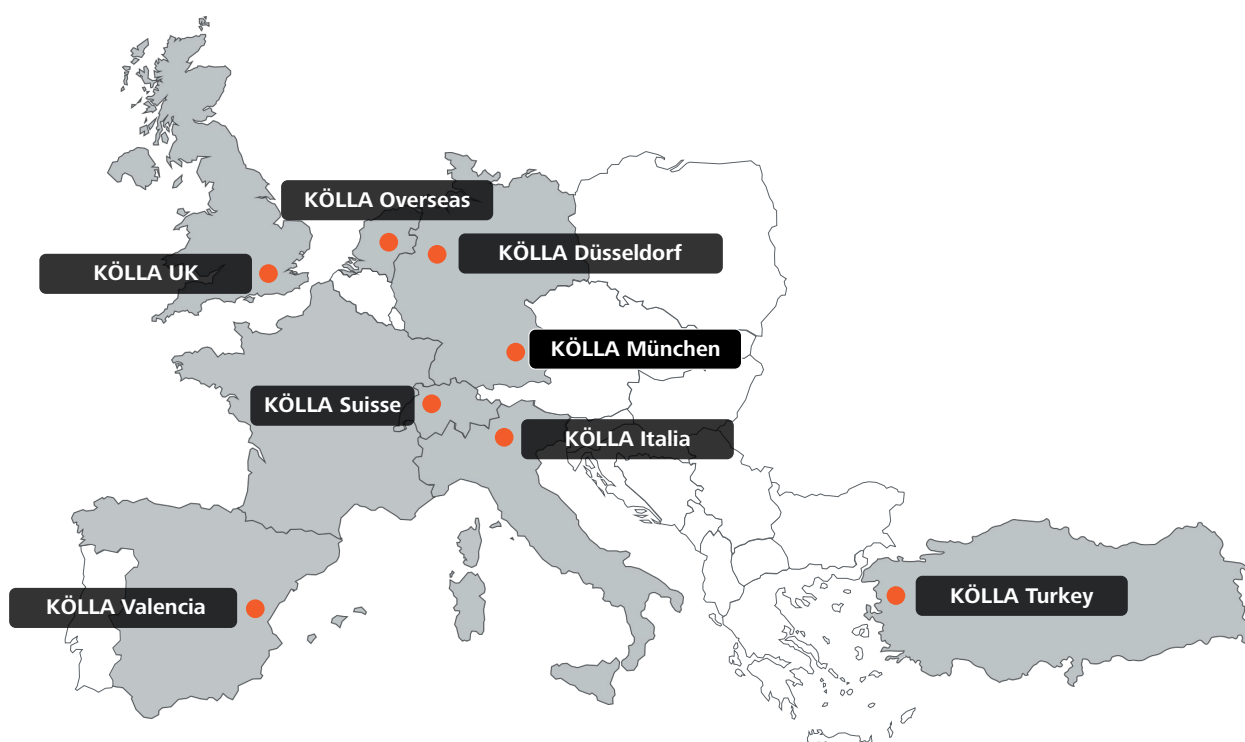 KÖLLA Overseas
KÖLLA Düsseldorf
KÖLLA UK
KÖLLA München
KÖLLA Suisse
KÖLLA Italia
KÖLLA Turkey
KÖLLA Valencia